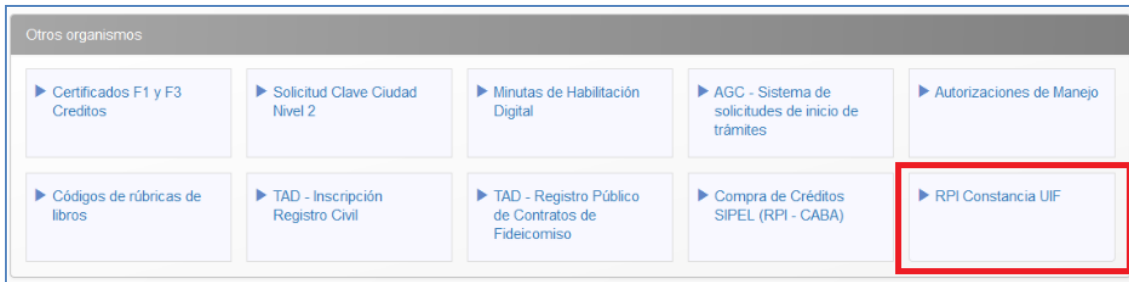 Otros organismos
Certificados F1 y F3
Creditos
Solicitud Clave Ciudad
Nivel 2
Minutas de Habilitación
Digital
AGC - Sistema de
solicitudes de inicio de
trámites
Autorizaciones de Manejo
Códigos de rúbricas de
libros
TAD - Inscripción
Registro Civil
TAD - Registro Público
de Contratos de
Fideicomiso
Compra de Créditos
SIPEL (RPI - CABA)
RPI Constancia UIF